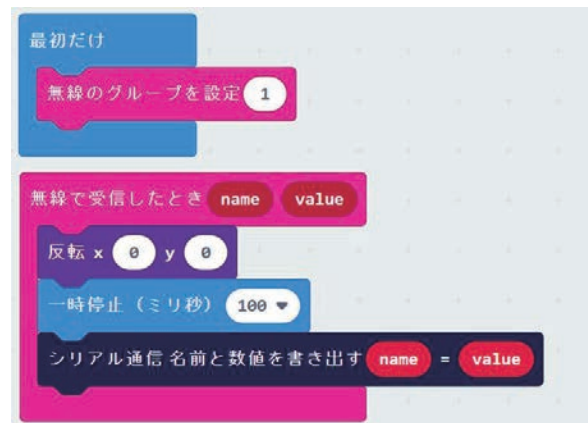 最初だけ
無線のグループを設定 1
無線で受信したとき name value
反転 x 0 y 0
一時停止（ミリ秒） 100 ▼
シリアル通信 名前と数値を書き出す name = value